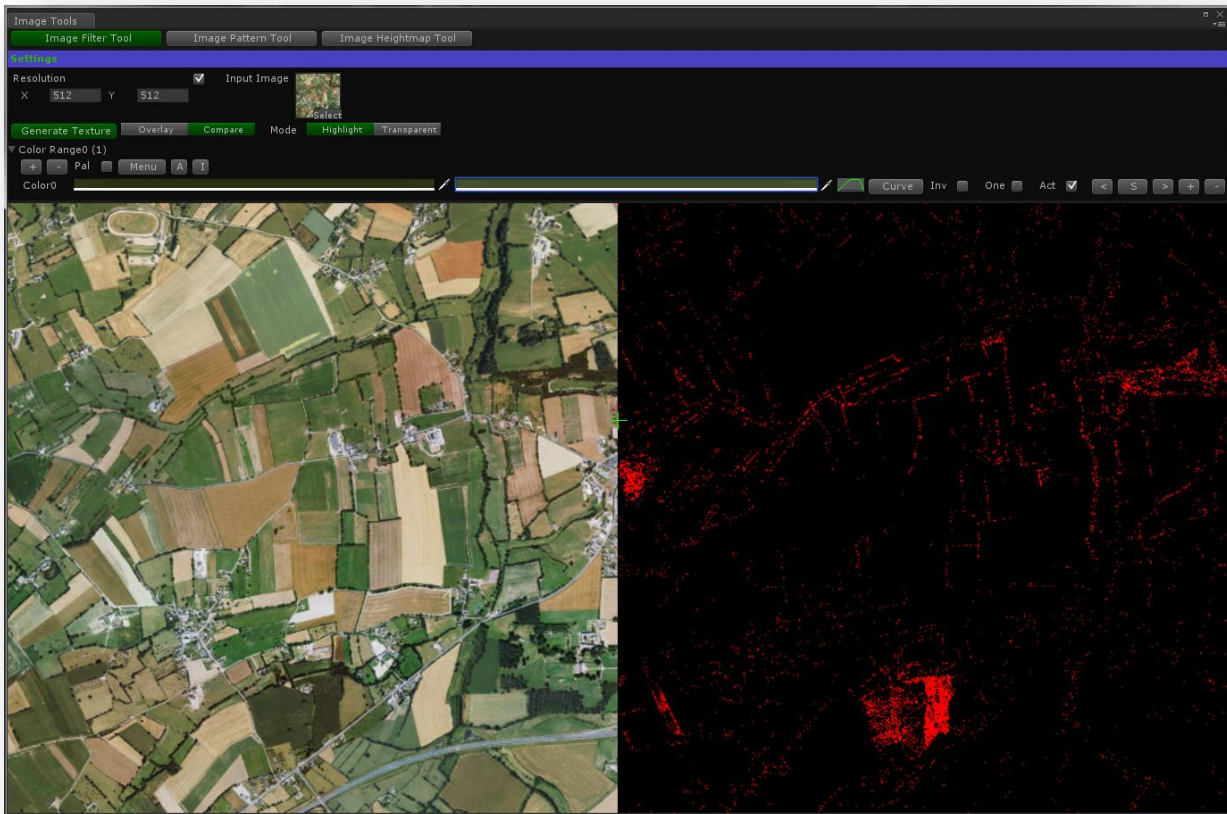 Image Tools
Image Filter Tool Image Pattern Tool Image Heightmap Tool
Settings
Resolution Input Image
X 512 Y 512
Select
Generate Texture Overlay Compare Mode Highlight Transparent
Color Range0 (1)
+ - Pal Menu A I
Color0 Curve Inv One Act < S > + -